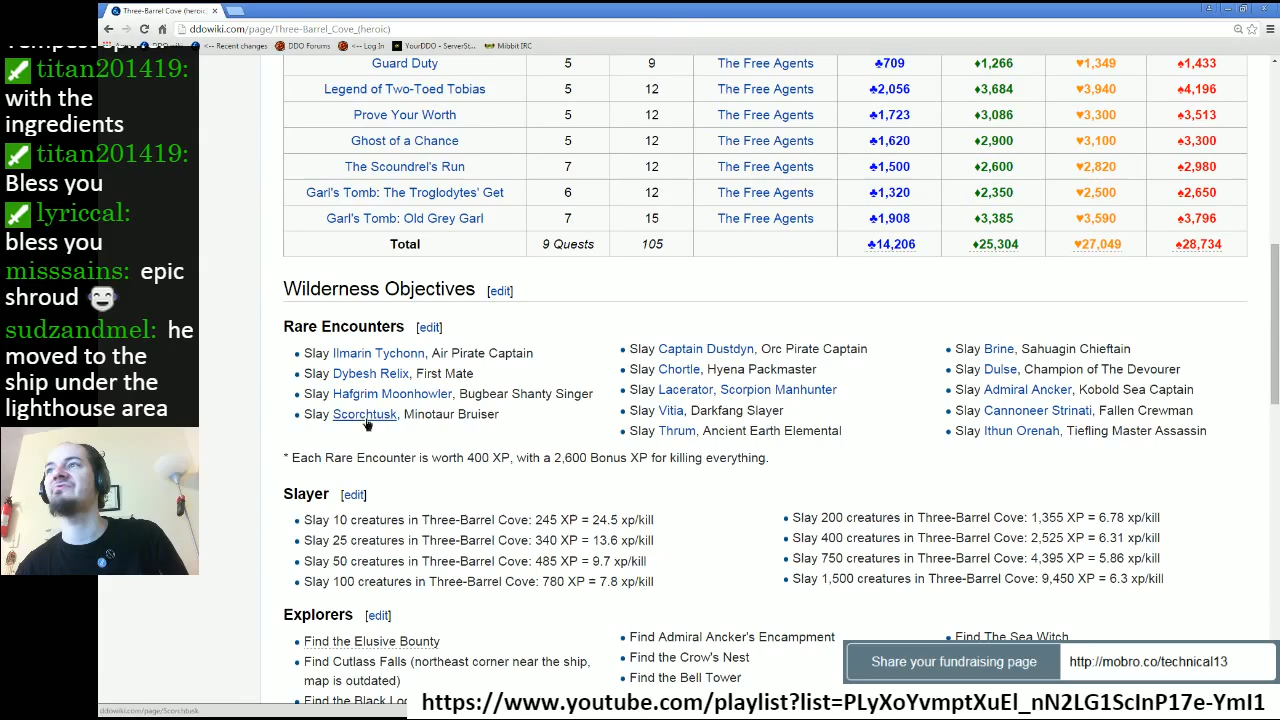 Three-Barrel Cove (heroic)
ddowiki.com/page/Three-Barrel_Cove_(heroic)
<-- Recent changes
DDO Forums
<-- Log In
YourDDO - ServerSt...
Mibbit IRC
titan201419:
with the
ingredients
titan201419:
Bless you
lyriccal:
bless you
misssains: epic
shroud
sudzandmel: he
moved to the
ship under the
lighthouse area
Guard Duty 5 9 The Free Agents ♣709 ♦1,266 ♥1,349 ♠1,433
Legend of Two-Toed Tobias 5 12 The Free Agents ♣2,056 ♦3,684 ♥3,940 ♠4,196
Prove Your Worth 5 12 The Free Agents ♣1,723 ♦3,086 ♥3,300 ♠3,513
Ghost of a Chance 5 12 The Free Agents ♣1,620 ♦2,900 ♥3,100 ♠3,300
The Scoundrel's Run 7 12 The Free Agents ♣1,500 ♦2,600 ♥2,820 ♠2,980
Garl's Tomb: The Troglodytes' Get 6 12 The Free Agents ♣1,320 ♦2,350 ♥2,500 ♠2,650
Garl's Tomb: Old Grey Garl 7 15 The Free Agents ♣1,908 ♦3,385 ♥3,590 ♠3,796
Total 9 Quests 105 ♣14,206 ♦25,304 ♥27,049 ♠28,734
Wilderness Objectives [edit]
Rare Encounters [edit]
• Slay Ilmarin Tychonn, Air Pirate Captain
• Slay Dybesh Relix, First Mate
• Slay Hafgrim Moonhowler, Bugbear Shanty Singer
• Slay Scorchtusk, Minotaur Bruiser
• Slay Captain Dustdyn, Orc Pirate Captain
• Slay Chortle, Hyena Packmaster
• Slay Lacerator, Scorpion Manhunter
• Slay Vitia, Darkfang Slayer
• Slay Thrum, Ancient Earth Elemental
• Slay Brine, Sahuagin Chieftain
• Slay Dulse, Champion of The Devourer
• Slay Admiral Ancker, Kobold Sea Captain
• Slay Cannoneer Strinati, Fallen Crewman
• Slay Ithun Orenah, Tiefling Master Assassin
* Each Rare Encounter is worth 400 XP, with a 2,600 Bonus XP for killing everything.
Slayer [edit]
• Slay 10 creatures in Three-Barrel Cove: 245 XP = 24.5 xp/kill
• Slay 25 creatures in Three-Barrel Cove: 340 XP = 13.6 xp/kill
• Slay 50 creatures in Three-Barrel Cove: 485 XP = 9.7 xp/kill
• Slay 100 creatures in Three-Barrel Cove: 780 XP = 7.8 xp/kill
• Slay 200 creatures in Three-Barrel Cove: 1,355 XP = 6.78 xp/kill
• Slay 400 creatures in Three-Barrel Cove: 2,525 XP = 6.31 xp/kill
• Slay 750 creatures in Three-Barrel Cove: 4,395 XP = 5.86 xp/kill
• Slay 1,500 creatures in Three-Barrel Cove: 9,450 XP = 6.3 xp/kill
Explorers [edit]
• Find the Elusive Bounty
• Find Cutlass Falls (northeast corner near the ship,
map is outdated)
• Find the Black
• Find Admiral Ancker's Encampment
• Find the Crow's Nest
• Find the Bell Tower
• Find The Sea Witch
Share your fundraising page http://mobro.co/technical13
ddowiki.com/page/Scorchtusk
https://www.youtube.com/playlist?list=PLyXoYvmptXuEl_nN2LG1ScInP17e-YmI1